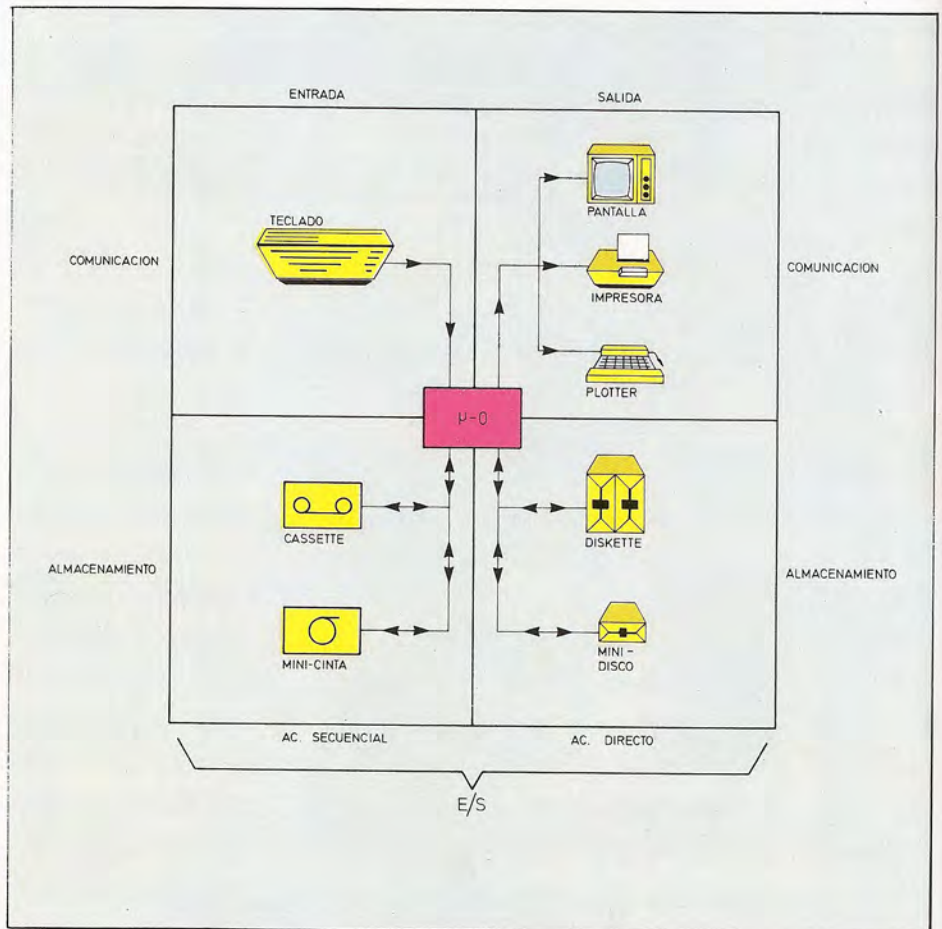 ENTRADA
SALIDA
TECLADO
PANTALLA
COMUNICACION
COMUNICACION
IMPRESORA
PLOTTER
µ-0
CASSETTE
DISKETTE
ALMACENAMIENTO
ALMACENAMIENTO
MINI-CINTA
MINI-
DISCO
AC. SECUENCIAL
AC. DIRECTO
E/S